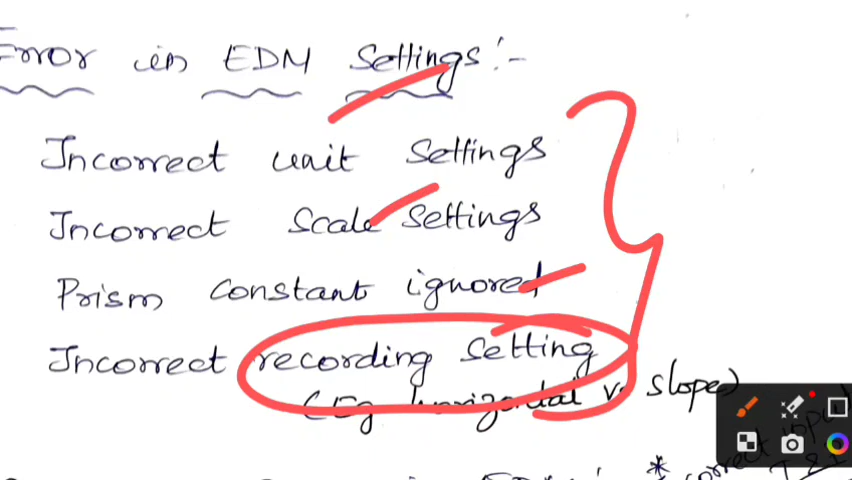 Error in EDM Settings:-
Incorrect unit Settings
Incorrect Scale Settings
Prism constant ignored
Incorrect recording Setting
(Eg horizontal vs slope)